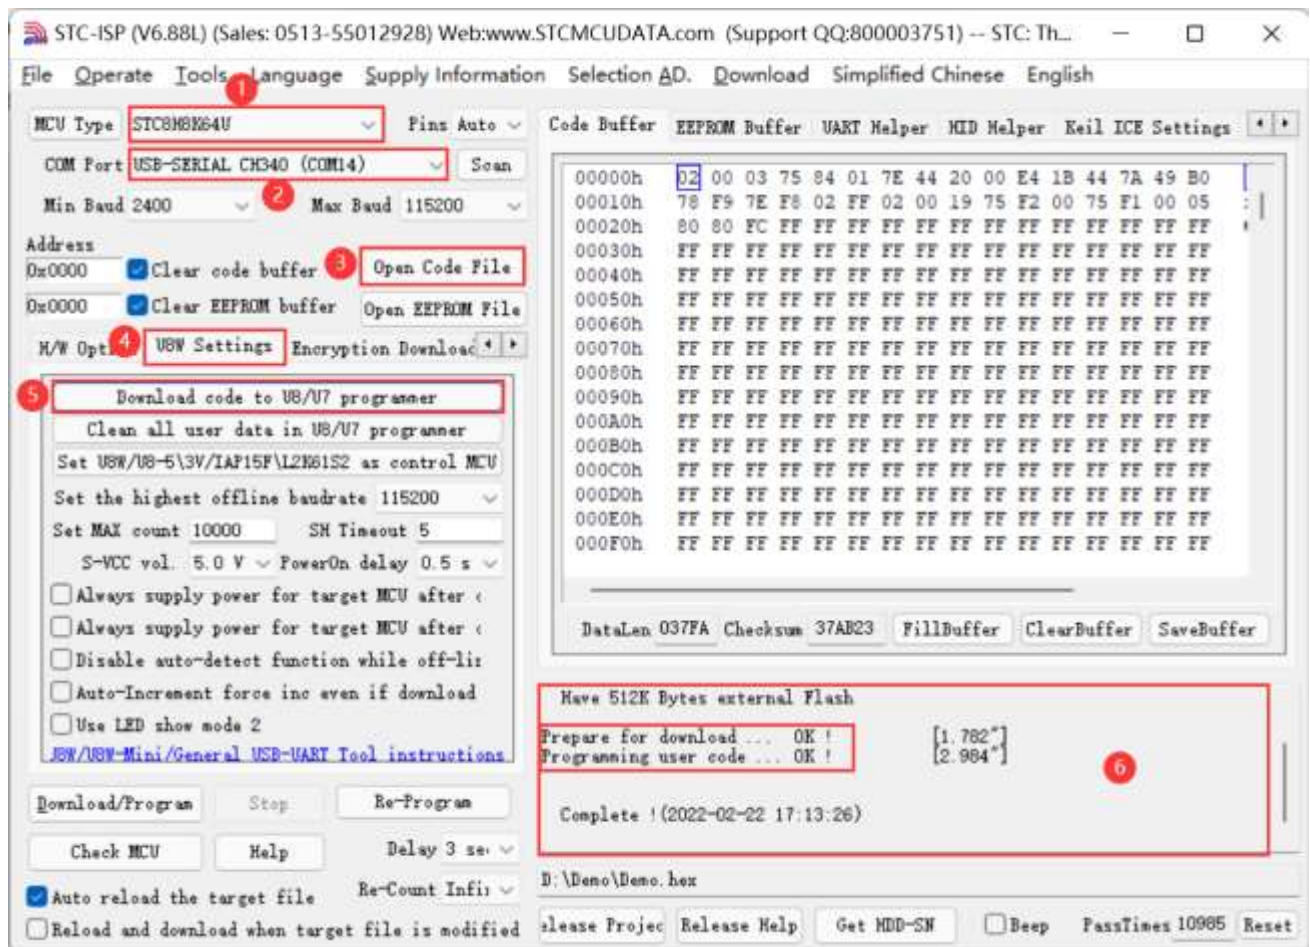 STC-ISP (V6.88L) (Sales: 0513-55012928) Web:www.STCMCUDATA.com (Support QQ:800003751) -- STC: Th...
File Operate Tools Language Supply Information Selection AD. Download Simplified Chinese English
1
MCU Type STC8H8K64U Pins Auto
COM Port USB-SERIAL CH340 (COM14) Scan
2
Min Baud 2400 Max Baud 115200
Address
0x0000 Clear code buffer 3 Open Code File
0x0000 Clear EEPROM buffer Open EEPROM File
H/W Opt 4 U8W Settings Encryption Download
5 Download code to U8/U7 programmer
Clean all user data in U8/U7 programmer
Set U8W/U8-5\3V/IAP15F\L2K61S2 as control MCU
Set the highest offline baudrate 115200
Set MAX count 10000 SH Timeout 5
S-VCC vol. 5.0 V PowerOn delay 0.5 s
Always supply power for target MCU after
Always supply power for target MCU after
Disable auto-detect function while off-li
Auto-Increment force inc even if download
Use LED show mode 2
U8W/U8W-Mini/General USB-UART Tool instructions
Download/Program Stop Re-Program
Check MCU Help Delay 3 se
Auto reload the target file Re-Count Infi
Reload and download when target file is modified
Code Buffer EEPROM Buffer UART Helper HID Helper Keil ICE Settings
00000h 02 00 03 75 84 01 7E 44 20 00 E4 1B 44 7A 49 B0
00010h 78 F9 7E F8 02 FF 02 00 19 75 F2 00 75 F1 00 05
00020h 80 80 FC FF FF FF FF FF FF FF FF FF FF FF FF FF
00030h FF FF FF FF FF FF FF FF FF FF FF FF FF FF FF FF
00040h FF FF FF FF FF FF FF FF FF FF FF FF FF FF FF FF
00050h FF FF FF FF FF FF FF FF FF FF FF FF FF FF FF FF
00060h FF FF FF FF FF FF FF FF FF FF FF FF FF FF FF FF
00070h FF FF FF FF FF FF FF FF FF FF FF FF FF FF FF FF
00080h FF FF FF FF FF FF FF FF FF FF FF FF FF FF FF FF
00090h FF FF FF FF FF FF FF FF FF FF FF FF FF FF FF FF
000A0h FF FF FF FF FF FF FF FF FF FF FF FF FF FF FF FF
000B0h FF FF FF FF FF FF FF FF FF FF FF FF FF FF FF FF
000C0h FF FF FF FF FF FF FF FF FF FF FF FF FF FF FF FF
000D0h FF FF FF FF FF FF FF FF FF FF FF FF FF FF FF FF
000E0h FF FF FF FF FF FF FF FF FF FF FF FF FF FF FF FF
000F0h FF FF FF FF FF FF FF FF FF FF FF FF FF FF FF FF
DataLen 037FA Checksum 37AB23 FillBuffer ClearBuffer SaveBuffer
Have 512K Bytes external Flash
Prepare for download ... OK ! [1.782"]
Programming user code ... OK ! [2.984"]
6
Complete !(2022-02-22 17:13:26)
D:\Demo\Demo.hex
elease Projec Release Help Get HDD-SN Beep PassTimes 10985 Reset